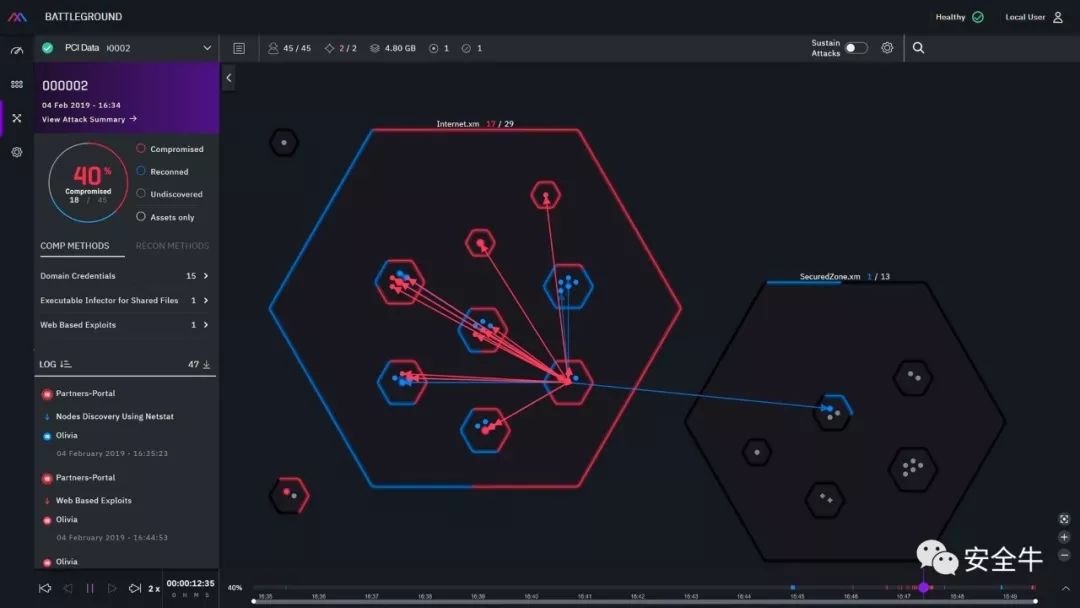 BATTLEGROUND
Healthy
Local User
PCI Data
0002
45 / 45
2 / 2
4.80 GB
1
1
Sustain
Attacks
000002
04 Feb 2019 - 16:34
View Attack Summary
40 %
Compromised
18 / 45
Compromised
Reconned
Undiscovered
Assets only
COMP METHODS
RECON METHODS
Domain Credentials 15
Executable Infector for Shared Files 1
Web Based Exploits 1
LOG
47
Partners-Portal
Nodes Discovery Using Netstat
Olivia
04 February 2019 - 16:35:23
Partners-Portal
Web Based Exploits
Olivia
04 February 2019 - 16:44:53
Olivia
Internet.xm 17 / 29
SecuredZone.xm 1 / 13
安全牛
2 x
00:00:12:35
D H M S
40%
16:35 16:35 16:36 16:37 16:38 16:39 16:40 16:41 16:42 16:44 16:45 16:46 16:47 16:48 16:49